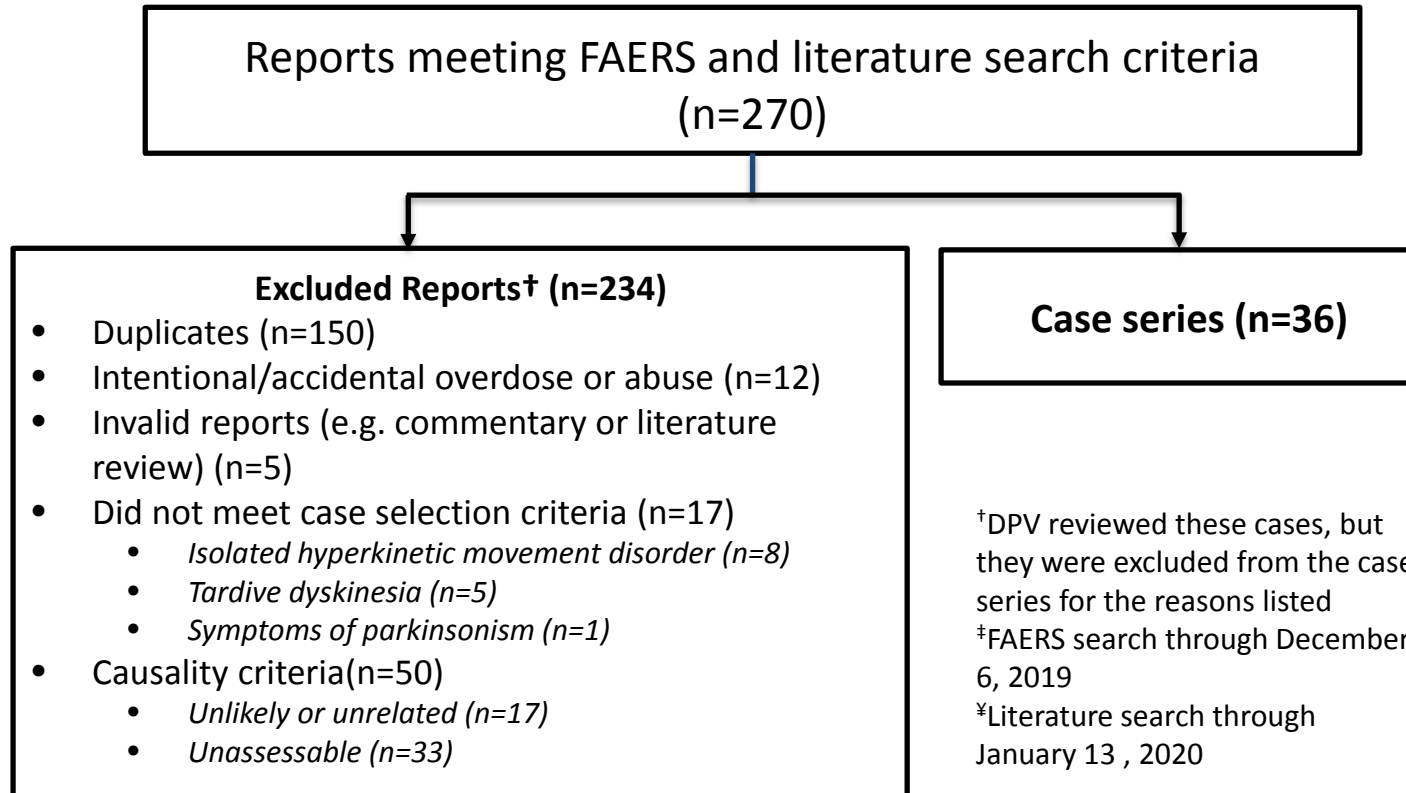 Reports meeting FAERS and literature search criteria
(n=270)
Excluded Reports† (n=234)
• Duplicates (n=150)
• Intentional/accidental overdose or abuse (n=12)
• Invalid reports (e.g. commentary or literature
review) (n=5)
• Did not meet case selection criteria (n=17)
• Isolated hyperkinetic movement disorder (n=8)
• Tardive dyskinesia (n=5)
• Symptoms of parkinsonism (n=1)
• Causality criteria(n=50)
• Unlikely or unrelated (n=17)
• Unassessable (n=33)
Case series (n=36)
†DPV reviewed these cases, but
they were excluded from the case
series for the reasons listed
‡FAERS search through December
6, 2019
¥Literature search through
January 13 , 2020